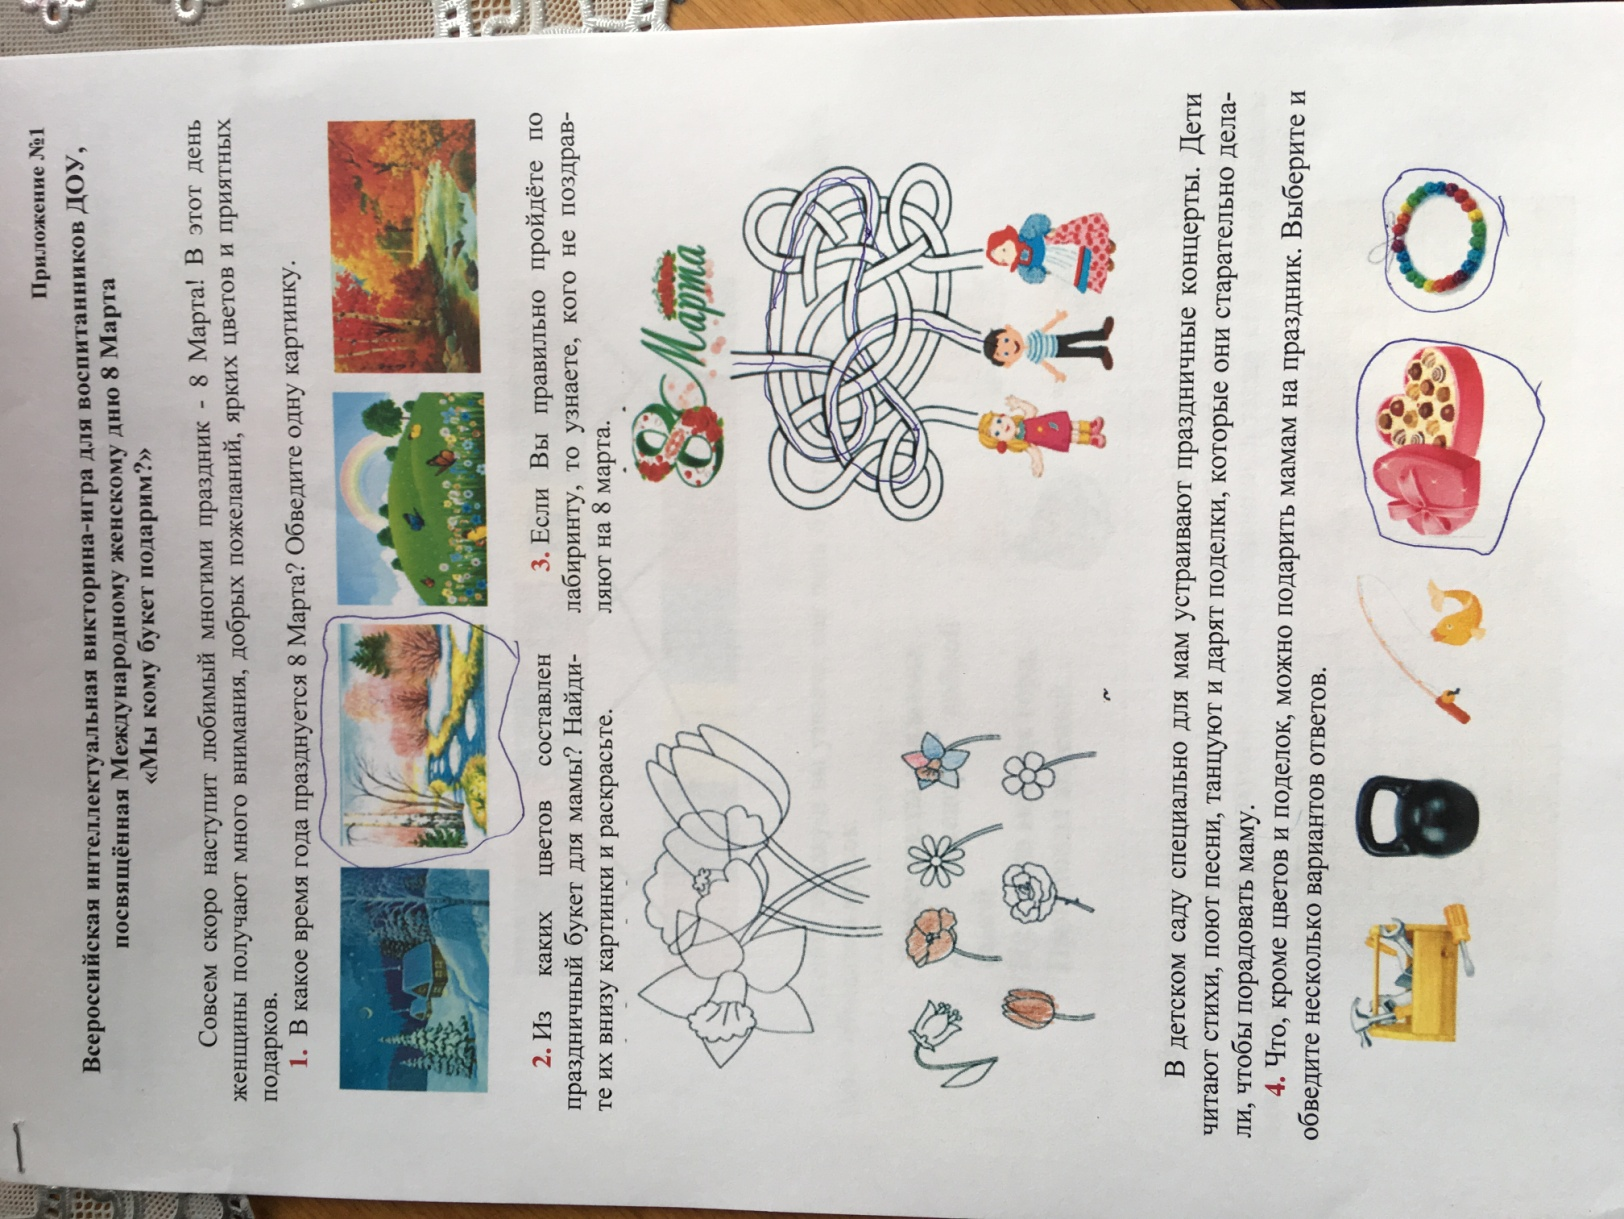 Приложение №1
Всероссийская интеллектуальная викторина-игра для воспитанников ДОУ,
посвящённая Международному женскому дню 8 Марта
«Мы кому букет подарим?»
Совсем скоро наступит любимый многими праздник - 8 Марта! В этот день
женщины получают много внимания, добрых пожеланий, ярких цветов и приятных
подарков.
1. В какое время года празднуется 8 Марта? Обведите одну картинку.
2. Из каких цветов составлен
праздничный букет для мамы? Найди-
те их внизу картинки и раскрасьте.
3. Если Вы правильно пройдёте по
лабиринту, то узнаете, кого не поздрав-
ляют на 8 марта.
8 Марта
В детском саду специально для мам устраивают праздничные концерты. Дети
читают стихи, поют песни, танцуют и дарят поделки, которые они старательно дела-
ли, чтобы порадовать маму.
4. Что, кроме цветов и поделок, можно подарить мамам на праздник. Выберите и
обведите несколько вариантов ответов.